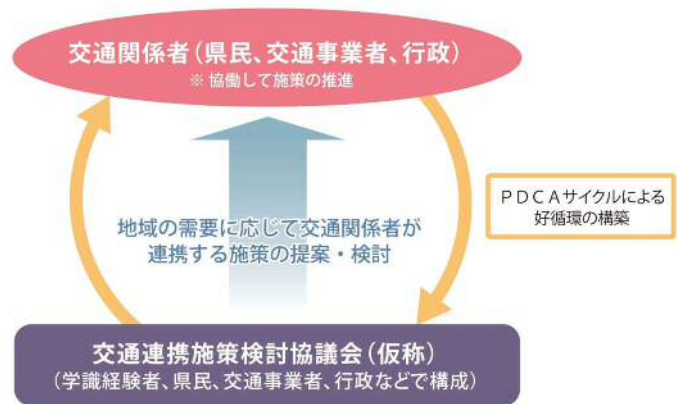 交通関係者（県民、交通事業者、行政）
※ 協働して施策の推進
地域の需要に応じて交通関係者が
連携する施策の提案・検討
ＰＤＣＡサイクルによる
好循環の構築
交通連携施策検討協議会（仮称）
（学識経験者、県民、交通事業者、行政などで構成）